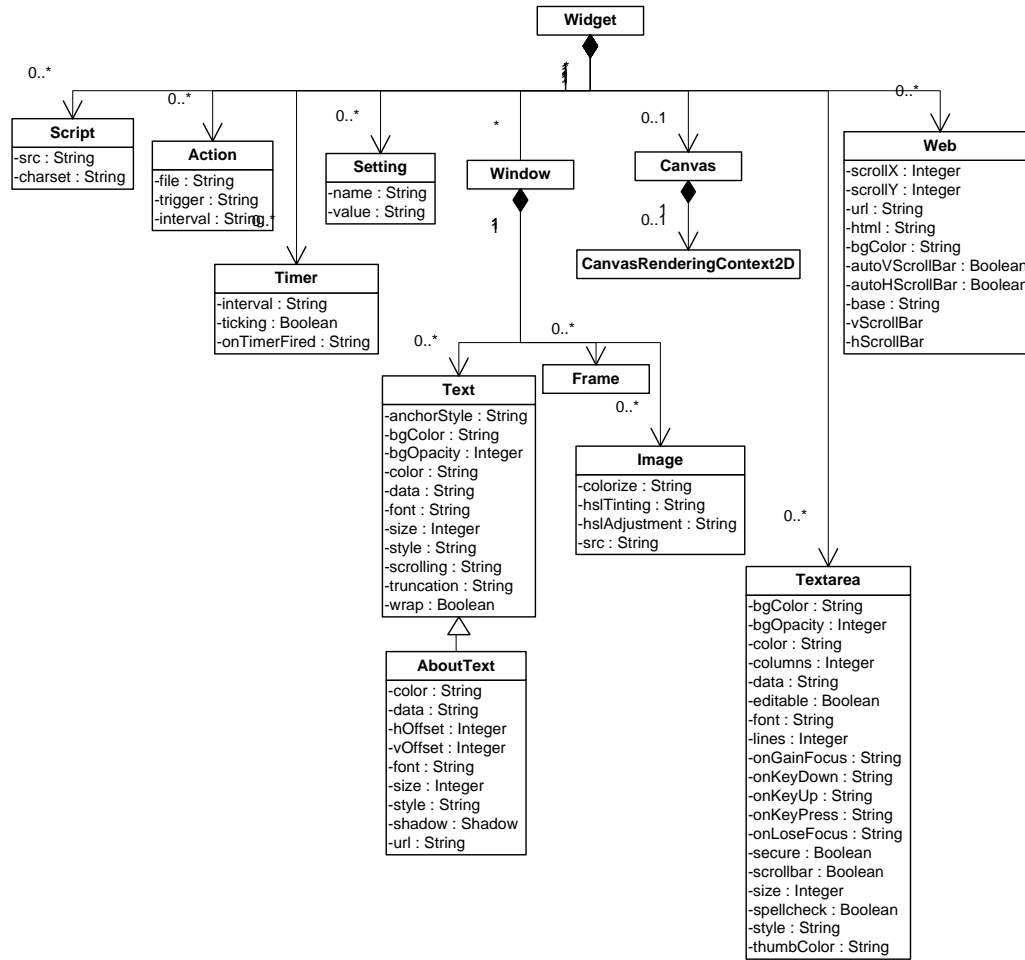 Widget
1
0..*
Script
-src : String
-charset : String
0..*
Action
-file : String
-trigger : String
-interval : String
0..*
Timer
-interval : String
-ticking : Boolean
-onTimerFired : String
0..*
Setting
-name : String
-value : String
*
Window
1
0..1
Canvas
1
0..1
CanvasRenderingContext2D
0..*
Web
-scrollX : Integer
-scrollY : Integer
-url : String
-html : String
-bgColor : String
-autoVScrollBar : Boolean
-autoHScrollBar : Boolean
-base : String
-vScrollBar
-hScrollBar
0..*
Text
-anchorStyle : String
-bgColor : String
-bgOpacity : Integer
-color : String
-data : String
-font : String
-size : Integer
-style : String
-scrolling : String
-truncation : String
-wrap : Boolean
0..*
Frame
0..*
Image
-colorize : String
-hslTinting : String
-hslAdjustment : String
-src : String
AboutText
-color : String
-data : String
-hOffset : Integer
-vOffset : Integer
-font : String
-size : Integer
-style : String
-shadow : Shadow
-url : String
0..*
Textarea
-bgColor : String
-bgOpacity : Integer
-color : String
-columns : Integer
-data : String
-editable : Boolean
-font : String
-lines : Integer
-onGainFocus : String
-onKeyDown : String
-onKeyUp : String
-onKeyPress : String
-onLoseFocus : String
-secure : Boolean
-scrollbar : Boolean
-size : Integer
-spellcheck : Boolean
-style : String
-thumbColor : String